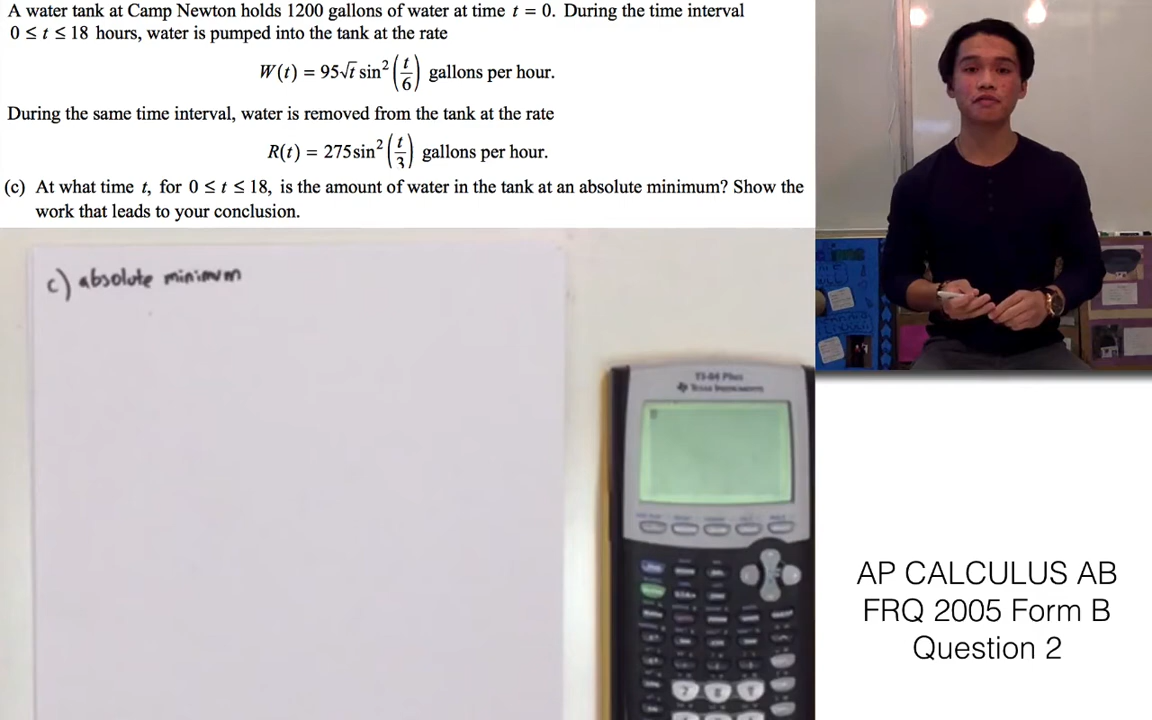 A water tank at Camp Newton holds 1200 gallons of water at time t = 0. During the time interval
0 ≤ t ≤ 18 hours, water is pumped into the tank at the rate
W(t) = 95√t sin² (t/6) gallons per hour.
During the same time interval, water is removed from the tank at the rate
R(t) = 275 sin² (t/3) gallons per hour.
(c) At what time t, for 0 ≤ t ≤ 18, is the amount of water in the tank at an absolute minimum? Show the
work that leads to your conclusion.
c) absolute minimum
TI-84 Plus
Texas Instruments
AP CALCULUS AB
FRQ 2005 Form B
Question 2